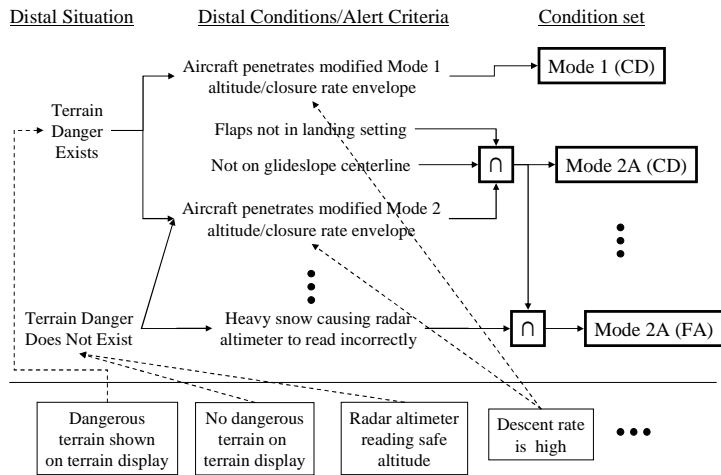 Distal Situation
Distal Conditions/Alert Criteria
Condition set
Aircraft penetrates modified Mode 1
altitude/closure rate envelope
Mode 1 (CD)
Terrain
Danger
Exists
Flaps not in landing setting
Not on glideslope centerline
∩
Mode 2A (CD)
Aircraft penetrates modified Mode 2
altitude/closure rate envelope
Terrain Danger
Does Not Exist
Heavy snow causing radar
altimeter to read incorrectly
∩
Mode 2A (FA)
Dangerous
terrain shown
on terrain display
No dangerous
terrain on
terrain display
Radar altimeter
reading safe
altitude
Descent rate
is high